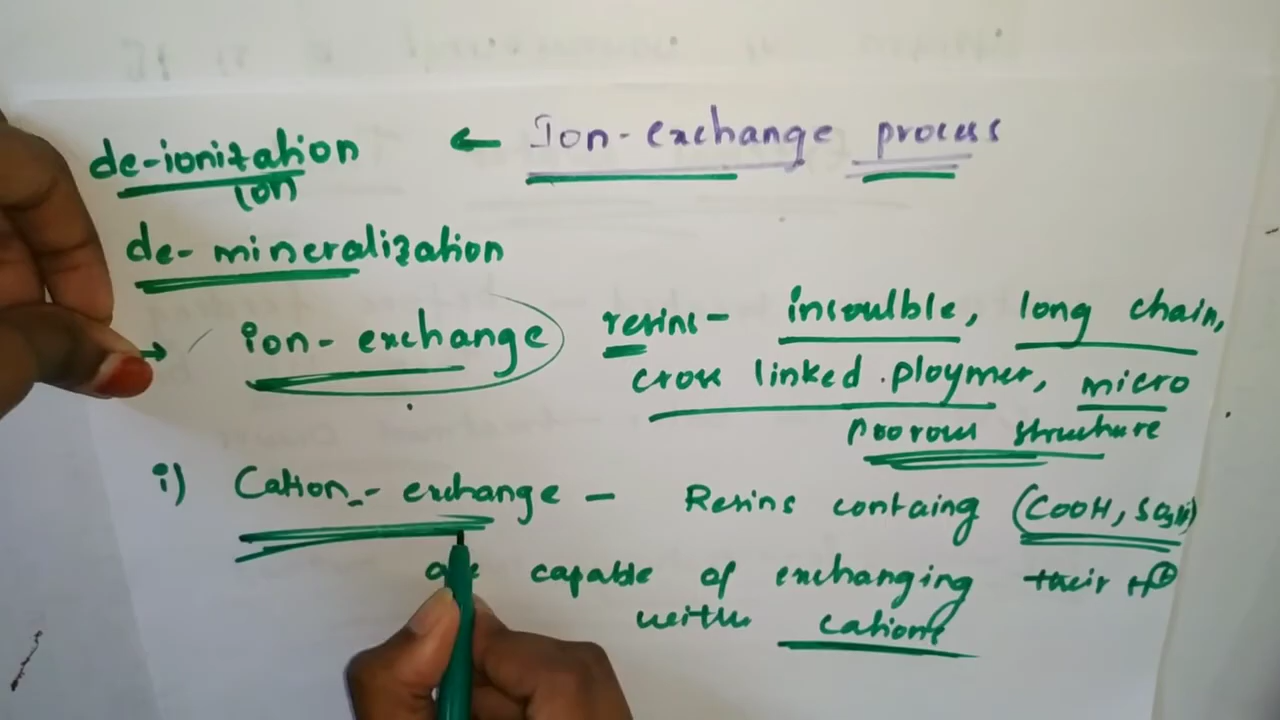 de-ionization ← Ion-exchange process
(or)
de-mineralization
→ ion-exchange resins- insoulble, long chain,
cross linked .ploymer, micro
poorous structure
i) Cation-exchange - Resins containg (COOH, SO3H)
are capable of exchanging their H⊕
with cations